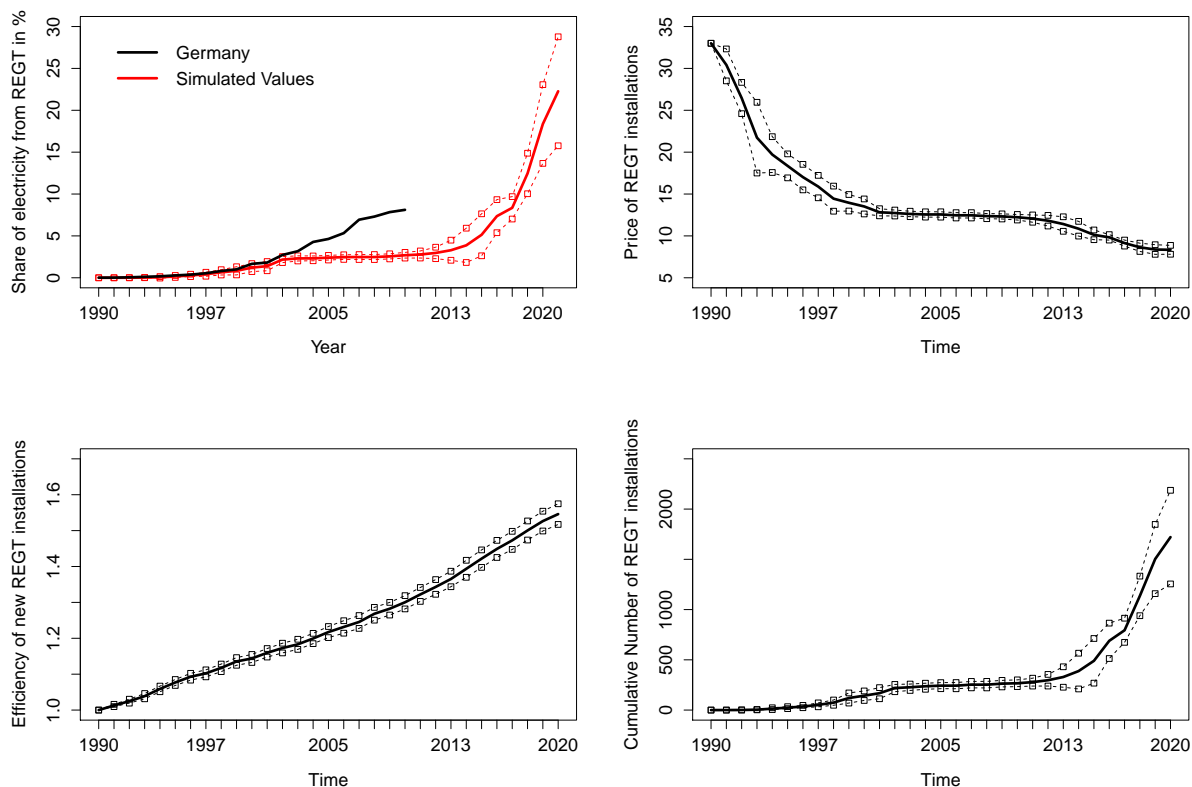 Share of electricity from REGT in %
0 5 10 15 20 25 30
Germany
Simulated Values
1990 1997 2005 2013 2020
Year
Price of REGT installations
5 10 15 20 25 30 35
1990 1997 2005 2013 2020
Time
Efficiency of new REGT installations
1.0 1.2 1.4 1.6
1990 1997 2005 2013 2020
Time
Cumulative Number of REGT installations
0 500 1000 2000
1990 1997 2005 2013 2020
Time